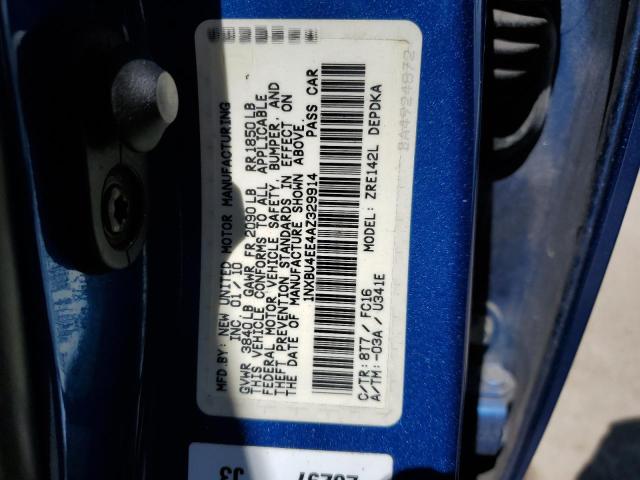 MFD BY: NEW UNITED MOTOR MANUFACTURING
INC 01/10
GVWR 3840LB GAWR FR 2090LB RR 1850LB
THIS VEHICLE CONFORMS TO ALL APPLICABLE
FEDERAL MOTOR VEHICLE SAFETY, BUMPER, AND
THEFT PREVENTION STANDARDS IN EFFECT ON
THE DATE OF MANUFACTURE SHOWN ABOVE.
1NXBU4EE4AZ329914 PASS CAR
C/TR: 8T7 / FC16 MODEL: ZRE142L DEPDKA
A/TM: -03A / U341E
8A4924872
J3